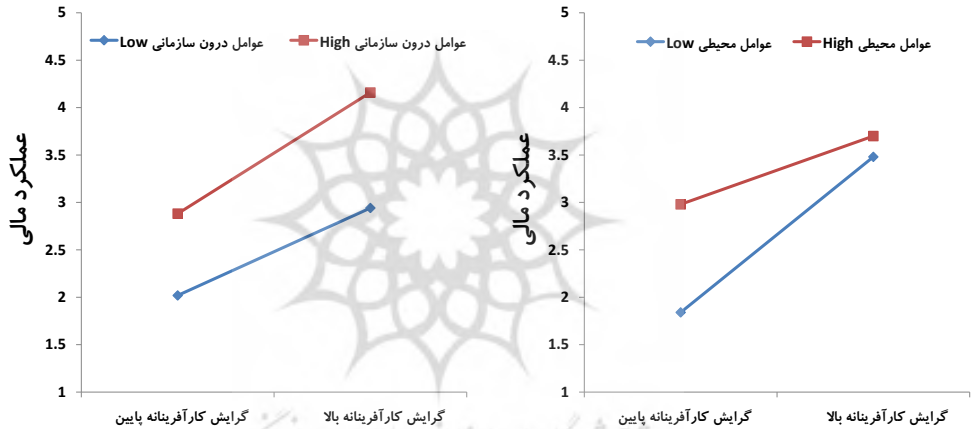 عوامل درون سازمانی Low
عوامل درون سازمانی High
عملکرد مالی
5
4.5
4
3.5
3
2.5
2
1.5
1
گرایش کارآفرینانه پایین
گرایش کارآفرینانه بالا
عوامل محیطی Low
عوامل محیطی High
عملکرد مالی
5
4.5
4
3.5
3
2.5
2
1.5
1
گرایش کارآفرینانه پایین
گرایش کارآفرینانه بالا